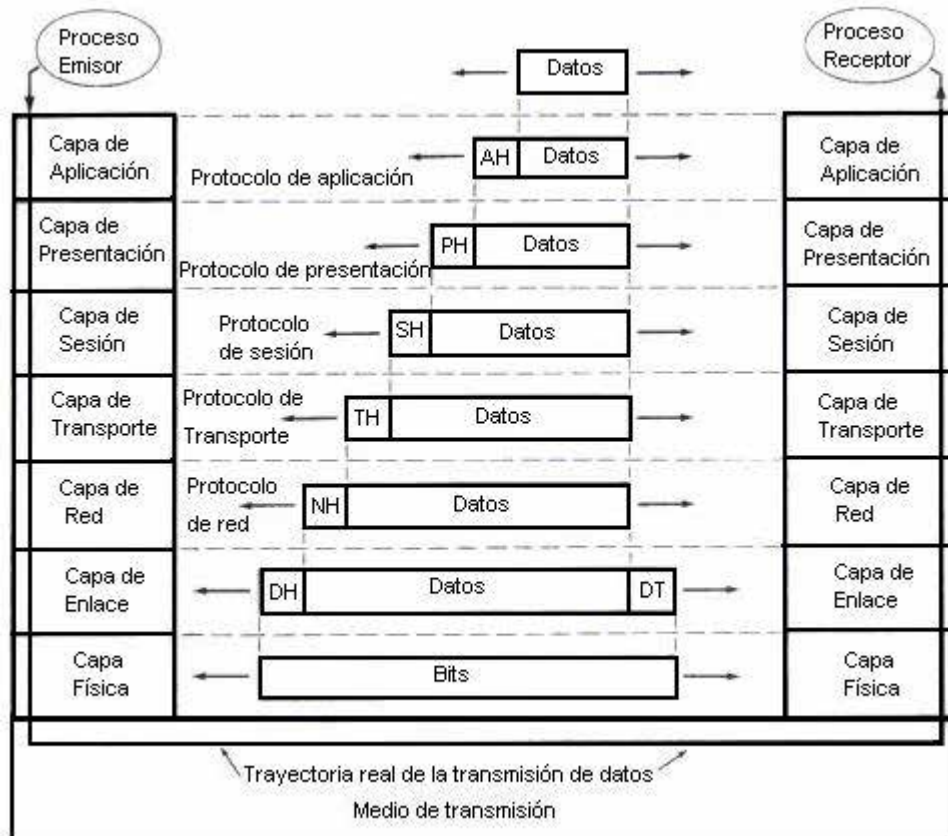 Proceso
Emisor
Proceso
Receptor
Datos
Capa de
Aplicación
Protocolo de aplicación
AH
Datos
Capa de
Aplicación
Capa de
Presentación
Protocolo de presentación
PH
Datos
Capa de
Presentación
Capa de
Sesión
Protocolo
de sesión
SH
Datos
Capa de
Sesión
Capa de
Transporte
Protocolo de
Transporte
TH
Datos
Capa de
Transporte
Capa de
Red
Protocolo
de red
NH
Datos
Capa de
Red
Capa de
Enlace
DH
Datos
DT
Capa de
Enlace
Capa
Física
Bits
Capa
Física
Trayectoria real de la transmisión de datos
Medio de transmisión